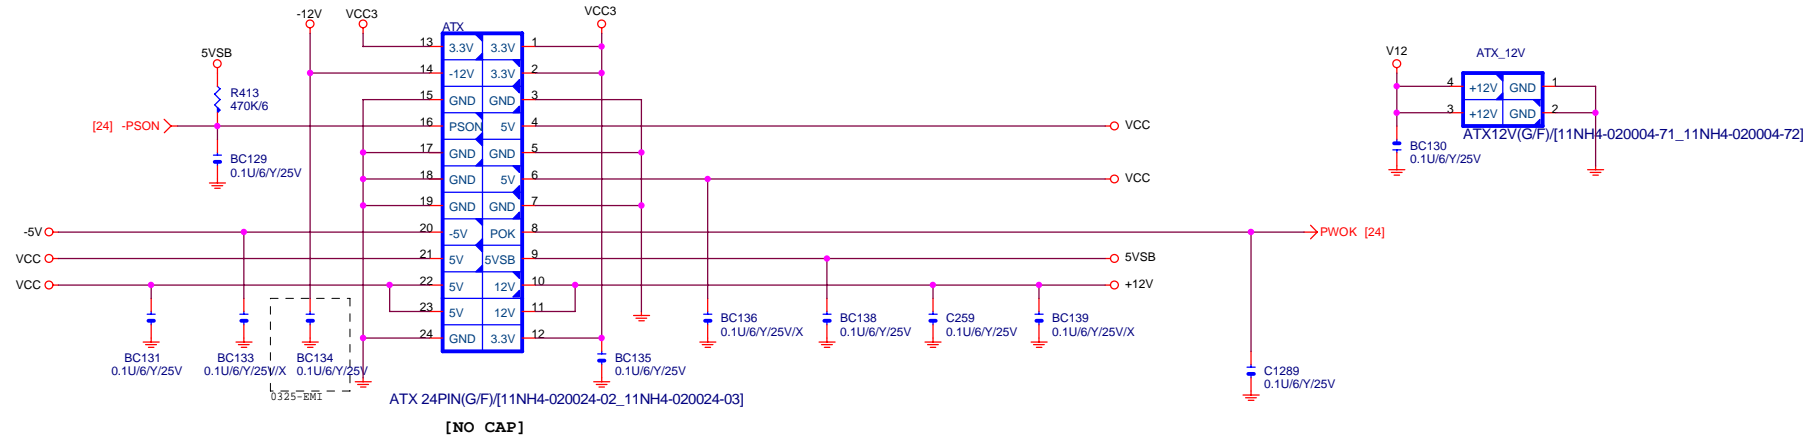 -12V
VCC3
5VSB
R413
470K/6
[24] -PSON
BC129
0.1U/6/Y/25V
-5V
VCC
VCC
BC131
0.1U/6/Y/25V
BC133
0.1U/6/Y/25V/X
BC134
0.1U/6/Y/25V
0325-EMI
ATX
13 3.3V 3.3V 1
14 -12V 3.3V 2
15 GND GND 3
16 PSON 5V 4
17 GND GND 5
18 GND 5V 6
19 GND GND 7
20 -5V POK 8
21 5V 5VSB 9
22 5V 12V 10
23 5V 12V 11
24 GND 3.3V 12
ATX 24PIN(G/F)/[11NH4-020024-02_11NH4-020024-03]
[NO CAP]
VCC3
BC135
0.1U/6/Y/25V
VCC
VCC
PWOK [24]
5VSB
+12V
BC136
0.1U/6/Y/25V/X
BC138
0.1U/6/Y/25V
C259
0.1U/6/Y/25V
BC139
0.1U/6/Y/25V/X
C1289
0.1U/6/Y/25V
V12
ATX_12V
4 +12V GND 1
3 +12V GND 2
ATX12V(G/F)/[11NH4-020004-71_11NH4-020004-72]
BC130
0.1U/6/Y/25V